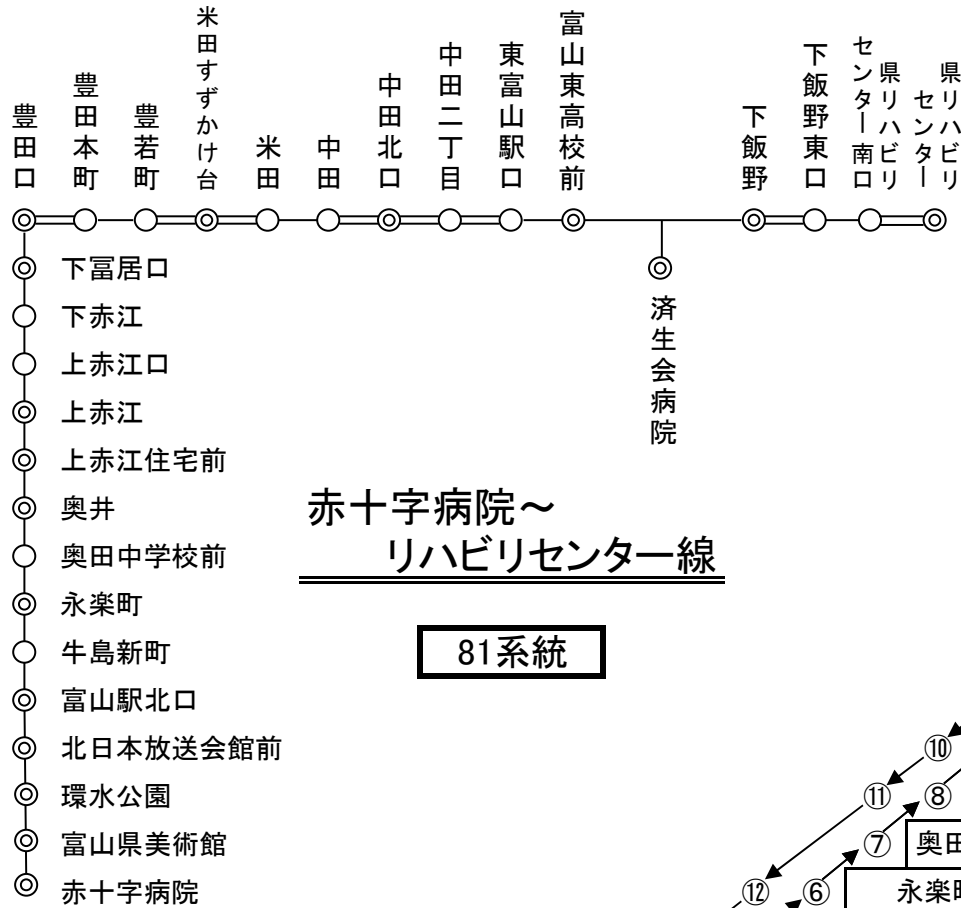 豊田口
豊田本町
豊若町
米田すずかけ台
米田
中田
中田北口
中田二丁目
東富山駅口
富山東高校前
下飯野
下飯野東口
県リハビリ
センター南口
県リハビリ
センター
済生会病院
下冨居口
下赤江
上赤江口
上赤江
上赤江住宅前
奥井
奥田中学校前
永楽町
牛島新町
富山駅北口
北日本放送会館前
環水公園
富山県美術館
赤十字病院
赤十字病院～
リハビリセンター線
81系統
⑩
⑪
⑧
⑦
奥田
⑫
⑥
永楽町